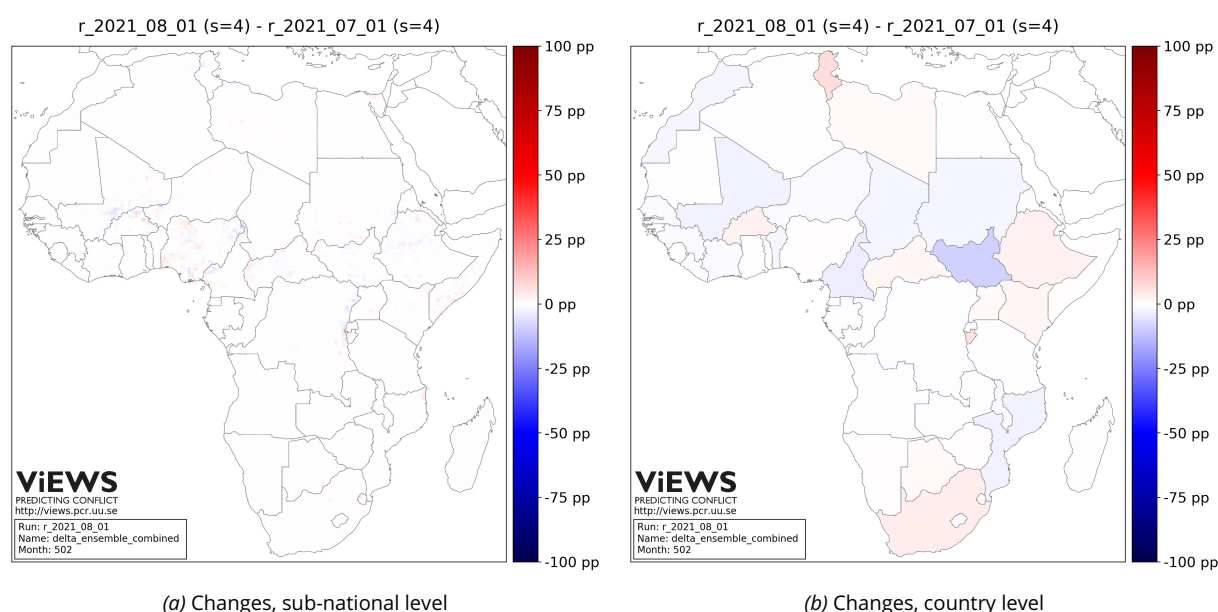 r_2021_08_01 (s=4) - r_2021_07_01 (s=4)
100 pp
75 pp
50 pp
25 pp
0 pp
-25 pp
-50 pp
-75 pp
-100 pp
ViEWS
PREDICTING CONFLICT
http://views.pcr.uu.se
Run: r_2021_08_01
Name: delta_ensemble_combined
Month: 502
(a) Changes, sub-national level
r_2021_08_01 (s=4) - r_2021_07_01 (s=4)
100 pp
75 pp
50 pp
25 pp
0 pp
-25 pp
-50 pp
-75 pp
-100 pp
ViEWS
PREDICTING CONFLICT
http://views.pcr.uu.se
Run: r_2021_08_01
Name: delta_ensemble_combined
Month: 502
(b) Changes, country level